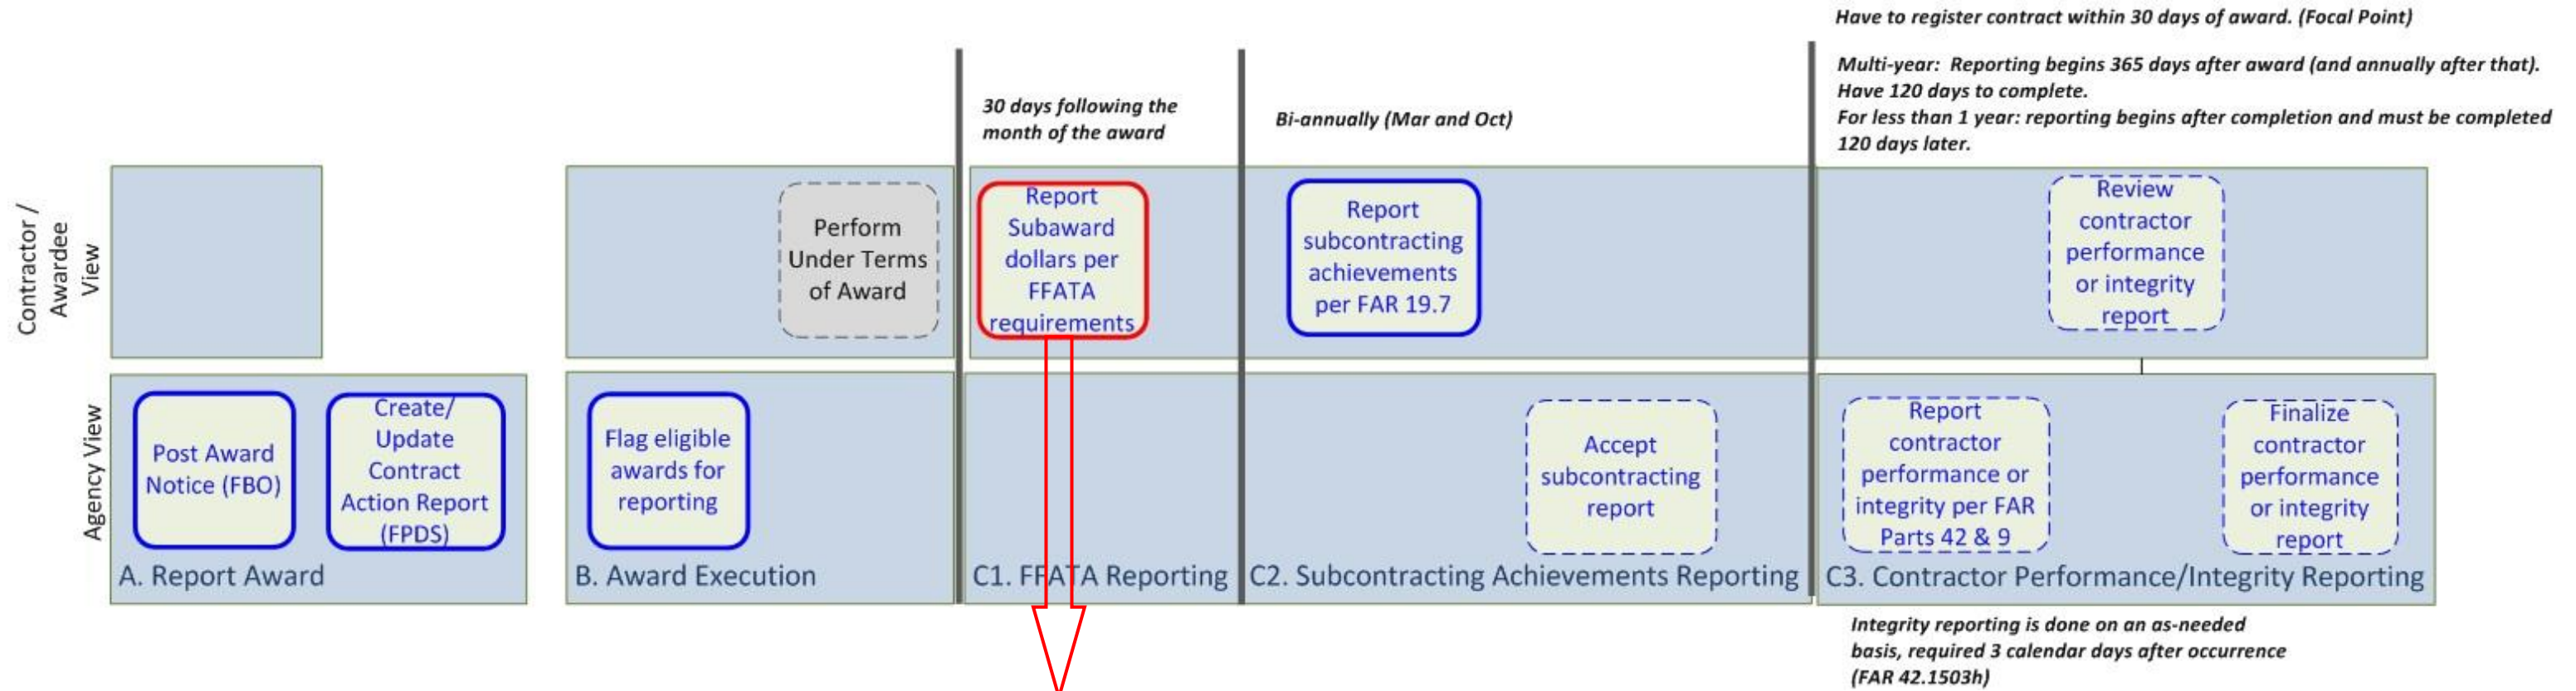 Have to register contract within 30 days of award. (Focal Point)
Multi-year: Reporting begins 365 days after award (and annually after that).
Have 120 days to complete.
For less than 1 year: reporting begins after completion and must be completed
120 days later.
30 days following the
month of the award
Bi-annually (Mar and Oct)
Contractor /
Awardee
View
Perform
Under Terms
of Award
Report
Subaward
dollars per
FFATA
requirements
Report
subcontracting
achievements
per FAR 19.7
Review
contractor
performance
or integrity
report
Agency View
Post Award
Notice (FBO)
Create/
Update
Contract
Action Report
(FPDS)
A. Report Award
Flag eligible
awards for
reporting
B. Award Execution
C1. FFATA Reporting
Accept
subcontracting
report
C2. Subcontracting Achievements Reporting
Report
contractor
performance or
integrity per FAR
Parts 42 & 9
Finalize
contractor
performance
or integrity
report
C3. Contractor Performance/Integrity Reporting
Integrity reporting is done on an as-needed
basis, required 3 calendar days after occurrence
(FAR 42.1503h)